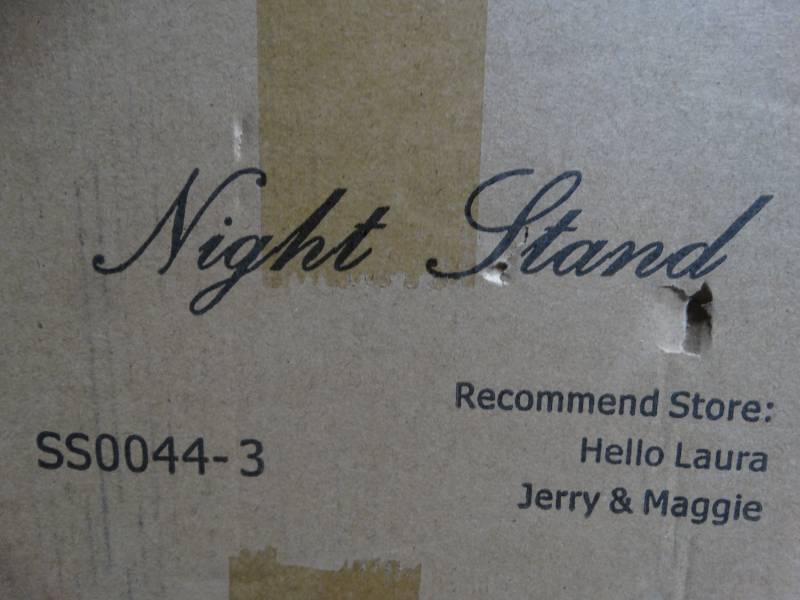 Night Stand
SS0044-3
Recommend Store:
Hello Laura
Jerry & Maggie